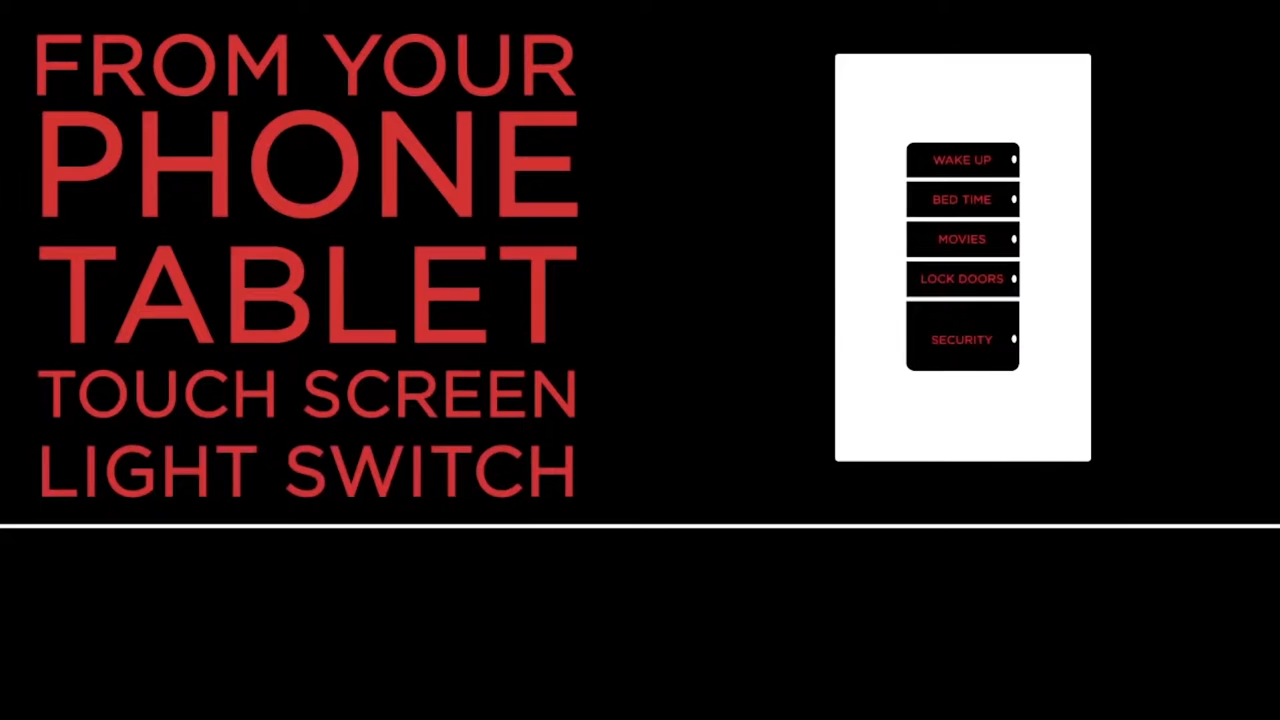 FROM YOUR
PHONE
TABLET
TOUCH SCREEN
LIGHT SWITCH
WAKE UP
BED TIME
MOVIES
LOCK DOORS
SECURITY